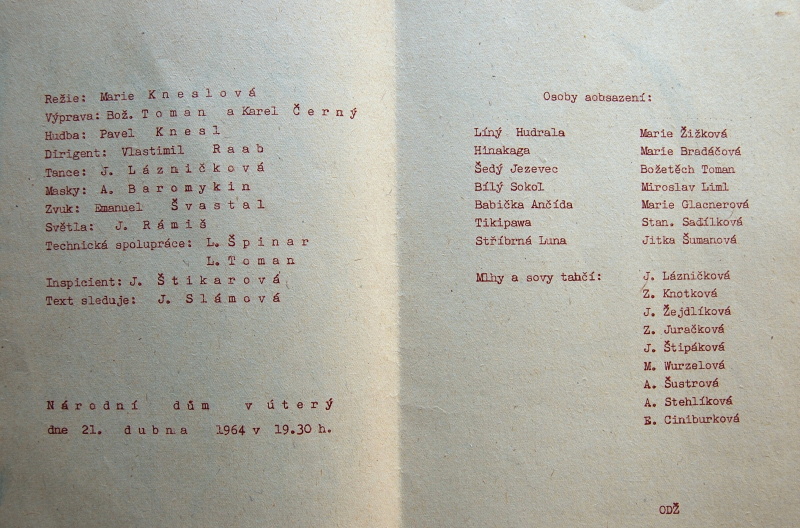 Režie: Marie Kneslová
Výprava: Bož. Toman a Karel Černý
Hudba: Pavel Knesl
Dirigent: Vlastimil Raab
Tance: J. Lázničková
Masky: A. Baromykin
Zvuk: Emanuel Švasťal
Světla: J. Rámiš
Technická spolupráce: L. Špinar
L. Toman
Inspicient: J. Štikarová
Text sleduje: J. Slámová
Národní dům v úterý
dne 21. dubna 1964 v 19.30 h.
Osoby aobsazení:
Líný Hudrala Marie Žižková
Hinakaga Marie Bradáčová
Šedý Jezevec Božetěch Toman
Bílý Sokol Miroslav Liml
Babička Ančída Marie Glacnerová
Tikipawa Stan. Sadílková
Stříbrná Luna Jitka Šumanová
Mlhy a sovy tančí: J. Lázničková
Z. Knotková
J. Žejdlíková
Z. Juračková
J. Štipáková
M. Wurzelová
A. Šustrová
A. Stehlíková
E. Ciniburková
ODŽ